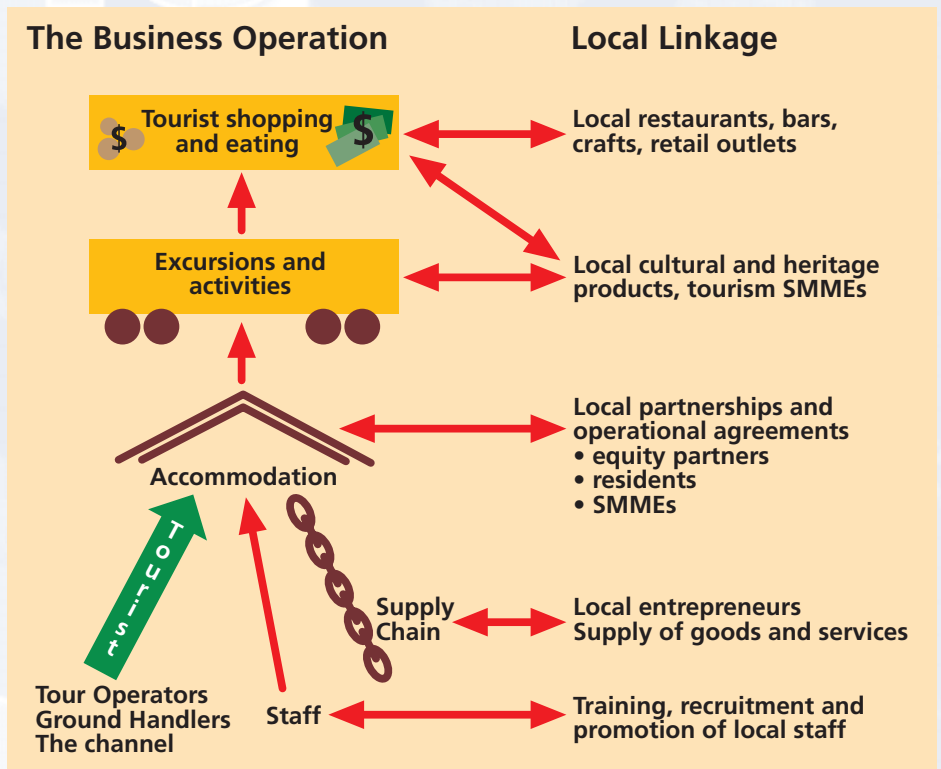 The Business Operation
Local Linkage
$ Tourist shopping $
and eating
Local restaurants, bars,
crafts, retail outlets
Excursions and
activities
Local cultural and heritage
products, tourism SMMEs
Local partnerships and
operational agreements
• equity partners
• residents
• SMMEs
Accommodation
Tourist
Supply
Chain
Local entrepreneurs
Supply of goods and services
Tour Operators
Ground Handlers
The channel
Staff
Training, recruitment and
promotion of local staff